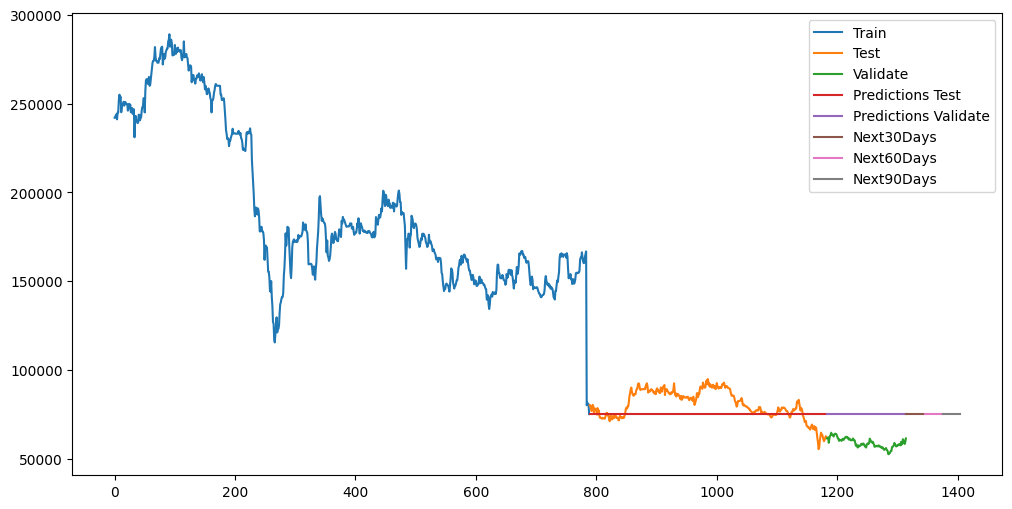 300000
250000
200000
150000
100000
50000
0
200
400
600
800
1000
1200
1400
Train
Test
Validate
Predictions Test
Predictions Validate
Next30Days
Next60Days
Next90Days